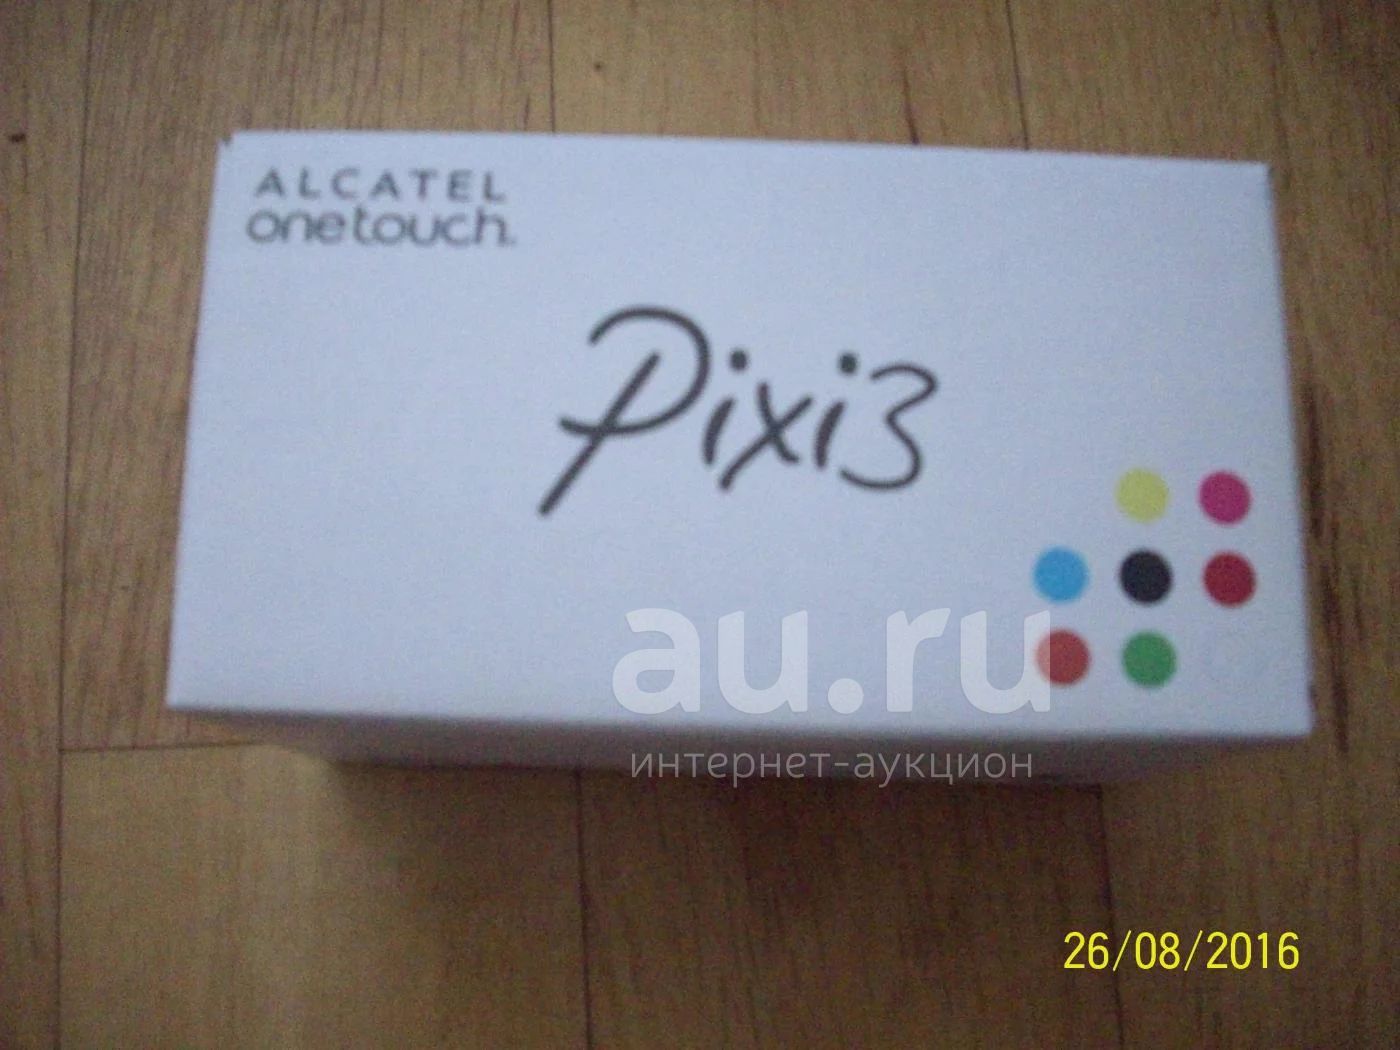 ALCATEL
onetouch.
Pixi3
au.ru
интернет-аукцион
26/08/2016